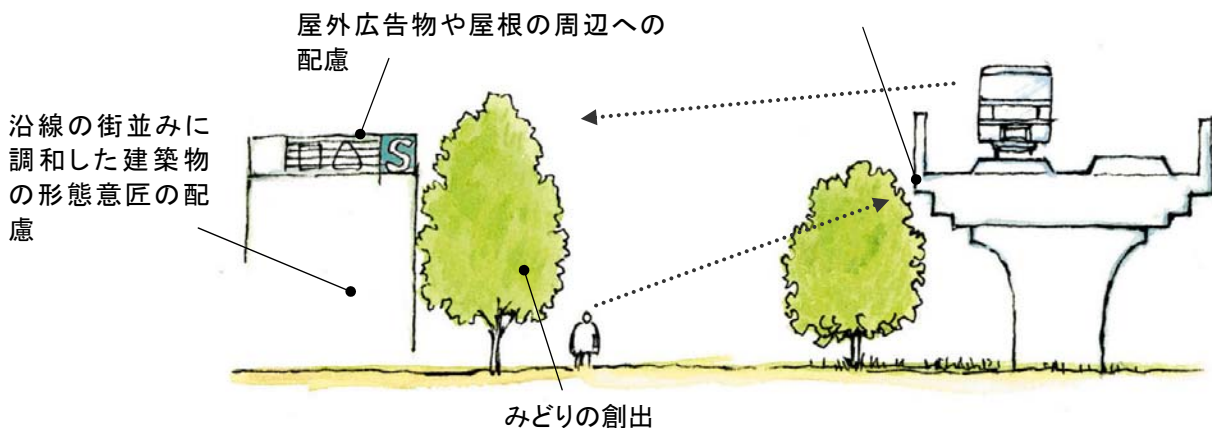 屋外広告物や屋根の周辺への
配慮
沿線の街並みに
調和した建築物
の形態意匠の配
慮
S
みどりの創出